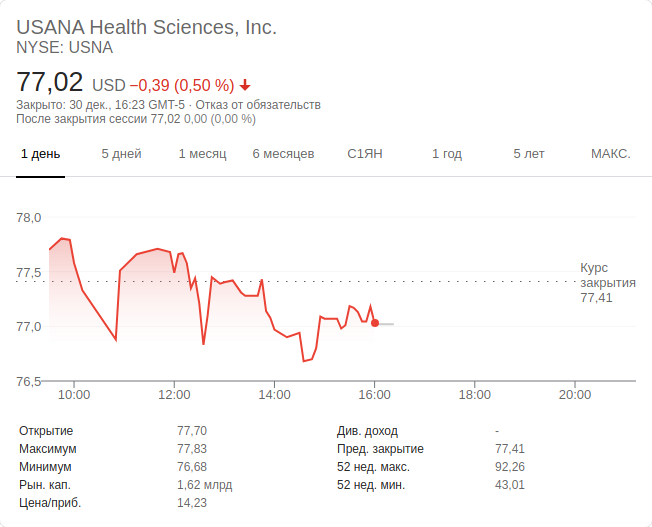 USANA Health Sciences, Inc.
NYSE: USNA
77,02 USD −0,39 (0,50 %)
Закрыто: 30 дек., 16:23 GMT-5 · Отказ от обязательств
После закрытия сессии 77,02 0,00 (0,00 %)
1 день 5 дней 1 месяц 6 месяцев С1ЯН 1 год 5 лет МАКС.
78,0
77,5
77,0
76,5
Курс
закрытия
77,41
10:00 12:00 14:00 16:00 18:00 20:00
Открытие 77,70 Див. доход -
Максимум 77,83 Пред. закрытие 77,41
Минимум 76,68 52 нед. макс. 92,26
Рын. кап. 1,62 млрд 52 нед. мин. 43,01
Цена/приб. 14,23